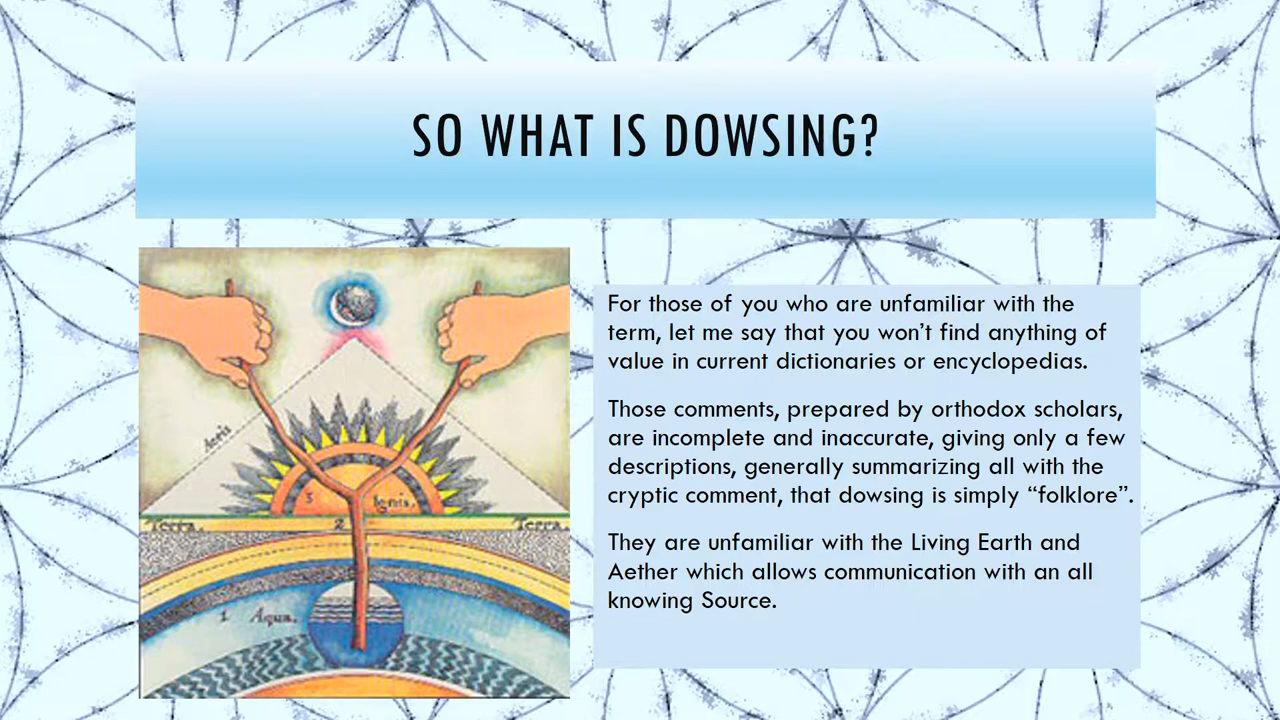 SO WHAT IS DOWSING?
Aeris
3 Ignis.
Terra. 2 Terra.
1 Aqua.
For those of you who are unfamiliar with the
term, let me say that you won’t find anything of
value in current dictionaries or encyclopedias.
Those comments, prepared by orthodox scholars,
are incomplete and inaccurate, giving only a few
descriptions, generally summarizing all with the
cryptic comment, that dowsing is simply “folklore”.
They are unfamiliar with the Living Earth and
Aether which allows communication with an all
knowing Source.